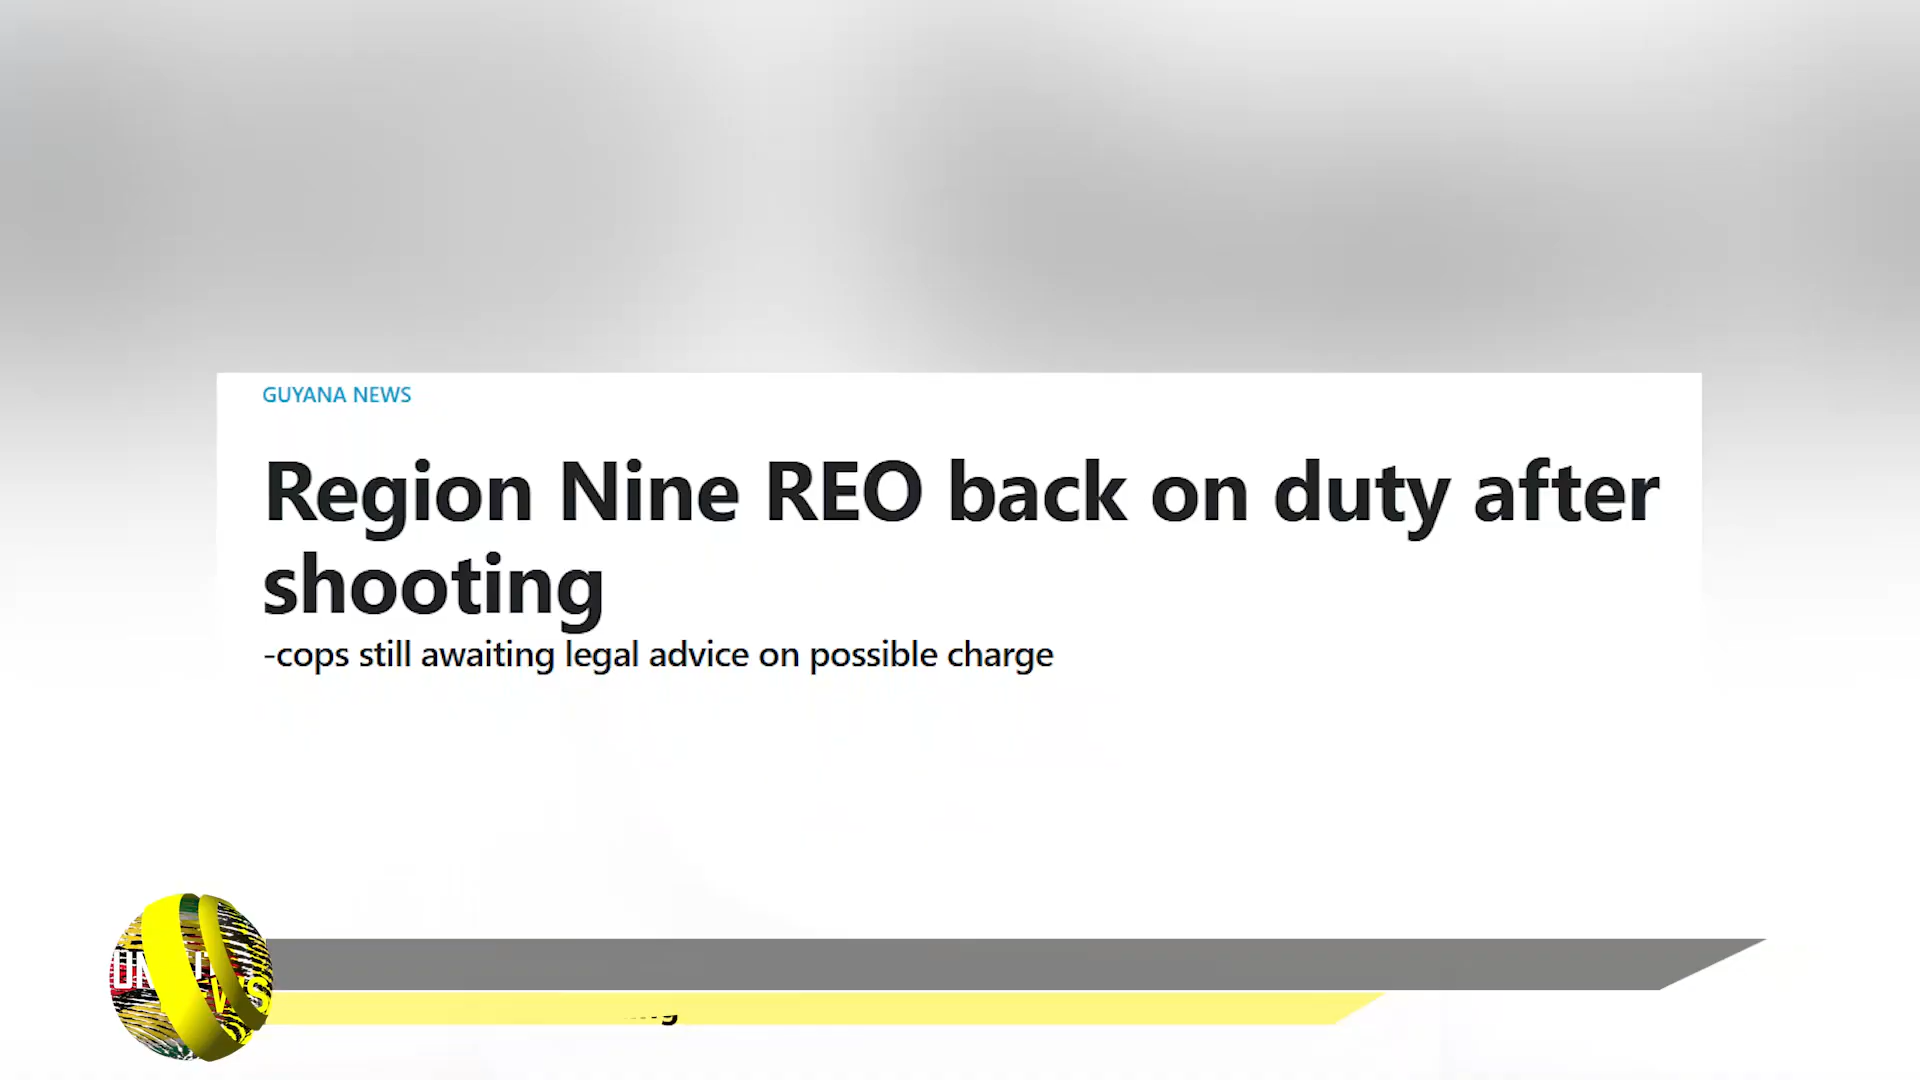 GUYANA NEWS
Region Nine REO back on duty after
shooting
-cops still awaiting legal advice on possible charge